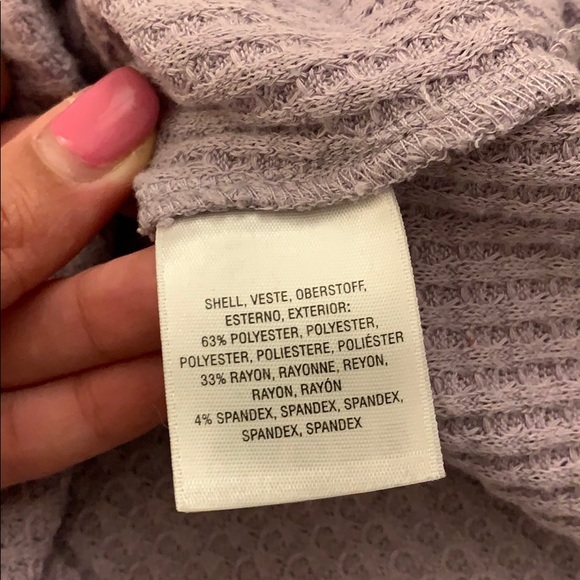 SHELL, VESTE, OBERSTOFF,
ESTERNO, EXTERIOR:
63% POLYESTER, POLYESTER,
POLYESTER, POLIESTERE, POLIÉSTER
33% RAYON, RAYONNE, REYON,
RAYON, RAYÓN
4% SPANDEX, SPANDEX, SPANDEX,
SPANDEX, SPANDEX